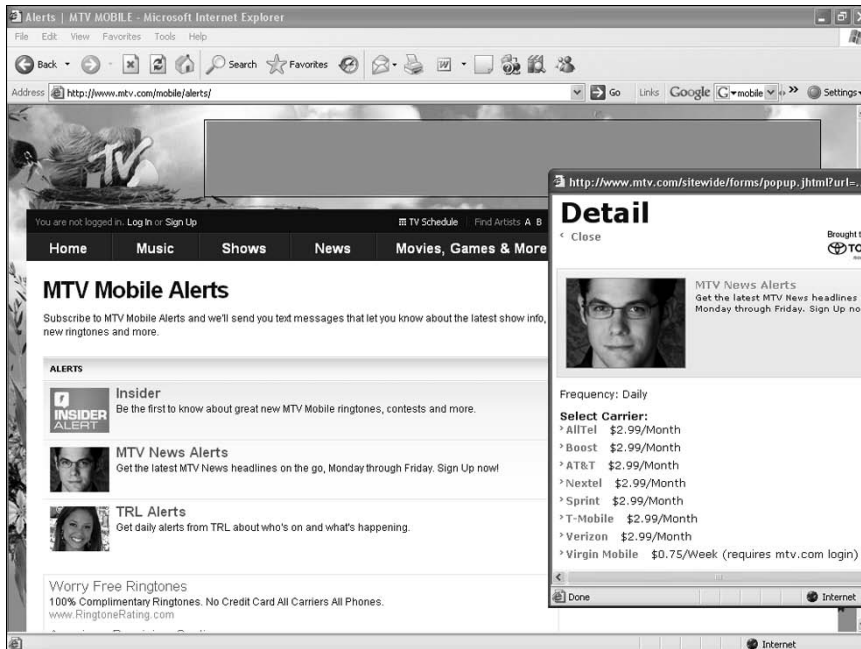 Alerts | MTV MOBILE - Microsoft Internet Explorer
File Edit View Favorites Tools Help
Back Search Favorites
Address http://www.mtv.com/mobile/alerts/ Go Links Google mobile Settings
TV
You are not logged in. Log In or Sign Up TV Schedule Find Artists A B
Home Music Shows News Movies, Games & More
MTV Mobile Alerts
Subscribe to MTV Mobile Alerts and we'll send you text messages that let you know about the latest show info,
new ringtones and more.
ALERTS
INSIDER
ALERT
Insider
Be the first to know about great new MTV Mobile ringtones, contests and more.
MTV News Alerts
Get the latest MTV News headlines on the go, Monday through Friday. Sign Up now!
TRL Alerts
Get daily alerts from TRL about who's on and what's happening.
Worry Free Ringtones
100% Complimentary Ringtones. No Credit Card All Carriers All Phones.
www.RingtoneRating.com
Internet
http://www.mtv.com/sitewide/forms/popup.jhtml?url=...
Detail
< Close
Brought t
TO
MTV News Alerts
Get the latest MTV News headlines
Monday through Friday. Sign Up no
Frequency: Daily
Select Carrier:
> AllTel $2.99/Month
> Boost $2.99/Month
> AT&T $2.99/Month
> Nextel $2.99/Month
> Sprint $2.99/Month
> T-Mobile $2.99/Month
> Verizon $2.99/Month
> Virgin Mobile $0.75/Week (requires mtv.com login)
Done Internet